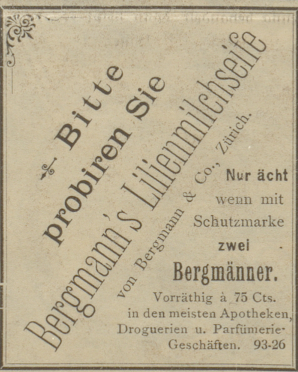 Bitte
probiren Sie
Bergmann's Lilienmilchseife
von Bergmann & Co., Zürich.
Nur ächt
wenn mit
Schutzmarke
zwei
Bergmänner.
Vorräthig à 75 Cts.
in den meisten Apotheken,
Droguerien u. Parfümerie-
Geschäften. 93-26